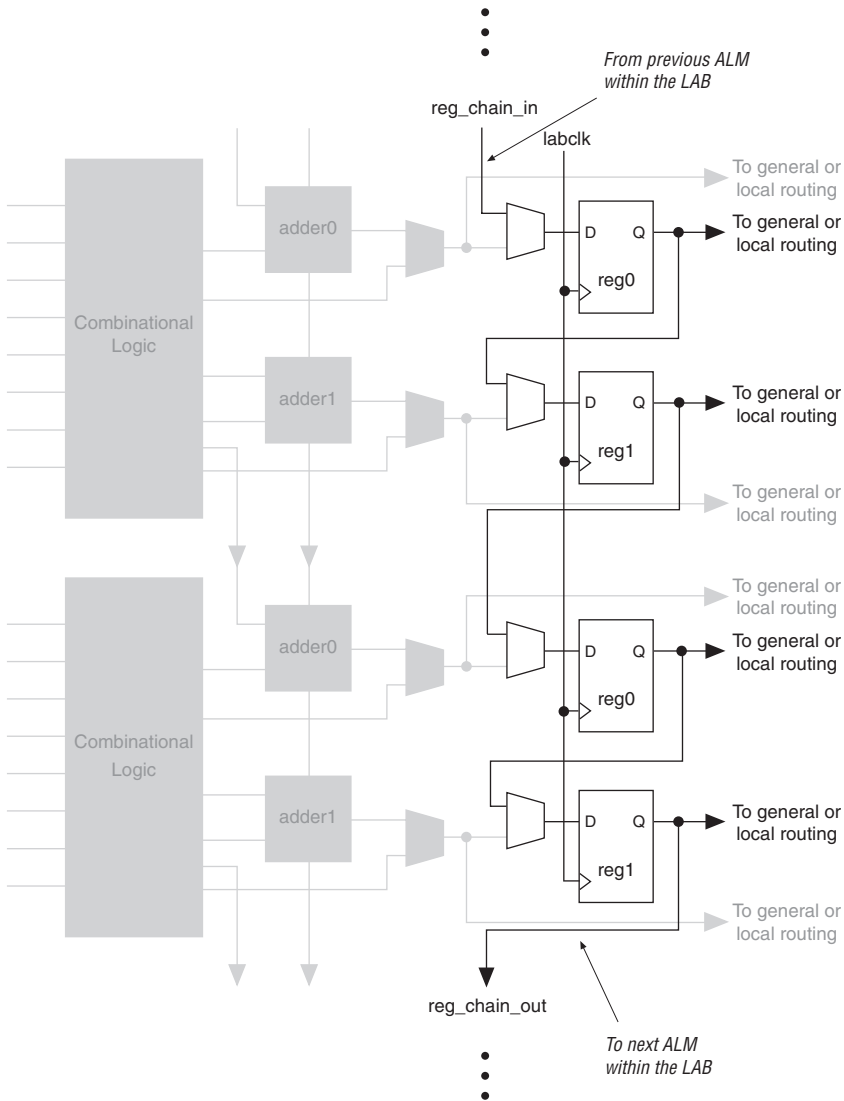 From previous ALM
within the LAB
reg_chain_in
labclk
To general or
local routing
adder0
To general or
local routing
D Q
reg0
Combinational
Logic
adder1
To general or
local routing
D Q
reg1
To general or
local routing
To general or
local routing
adder0
To general or
local routing
D Q
reg0
Combinational
Logic
adder1
To general or
local routing
D Q
reg1
To general or
local routing
reg_chain_out
To next ALM
within the LAB